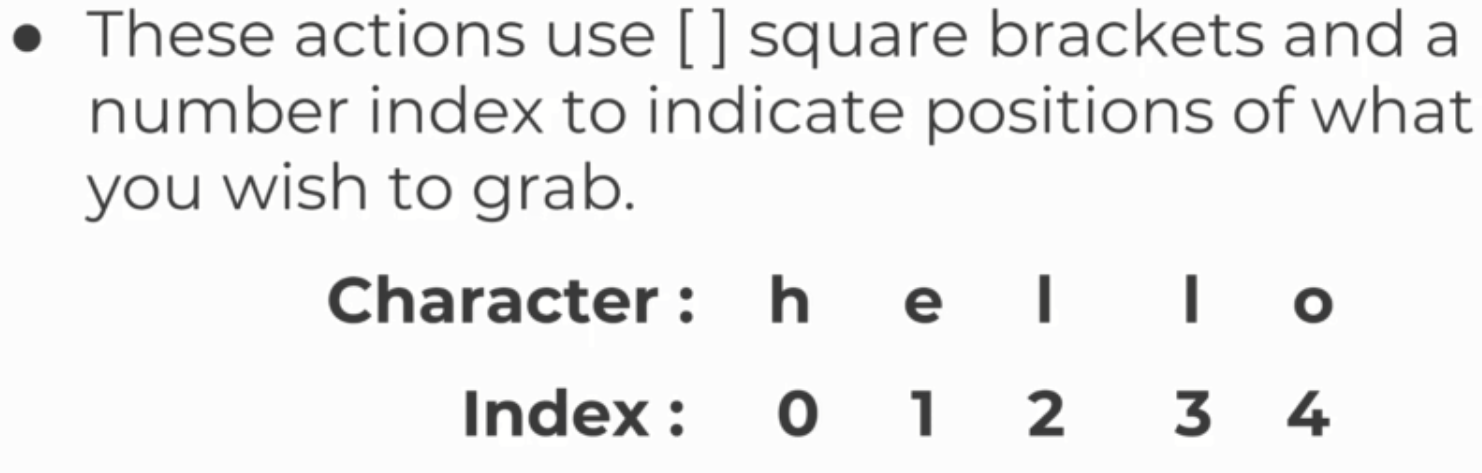 • These actions use [ ] square brackets and a
number index to indicate positions of what
you wish to grab.
Character : h e l l o
Index : 0 1 2 3 4